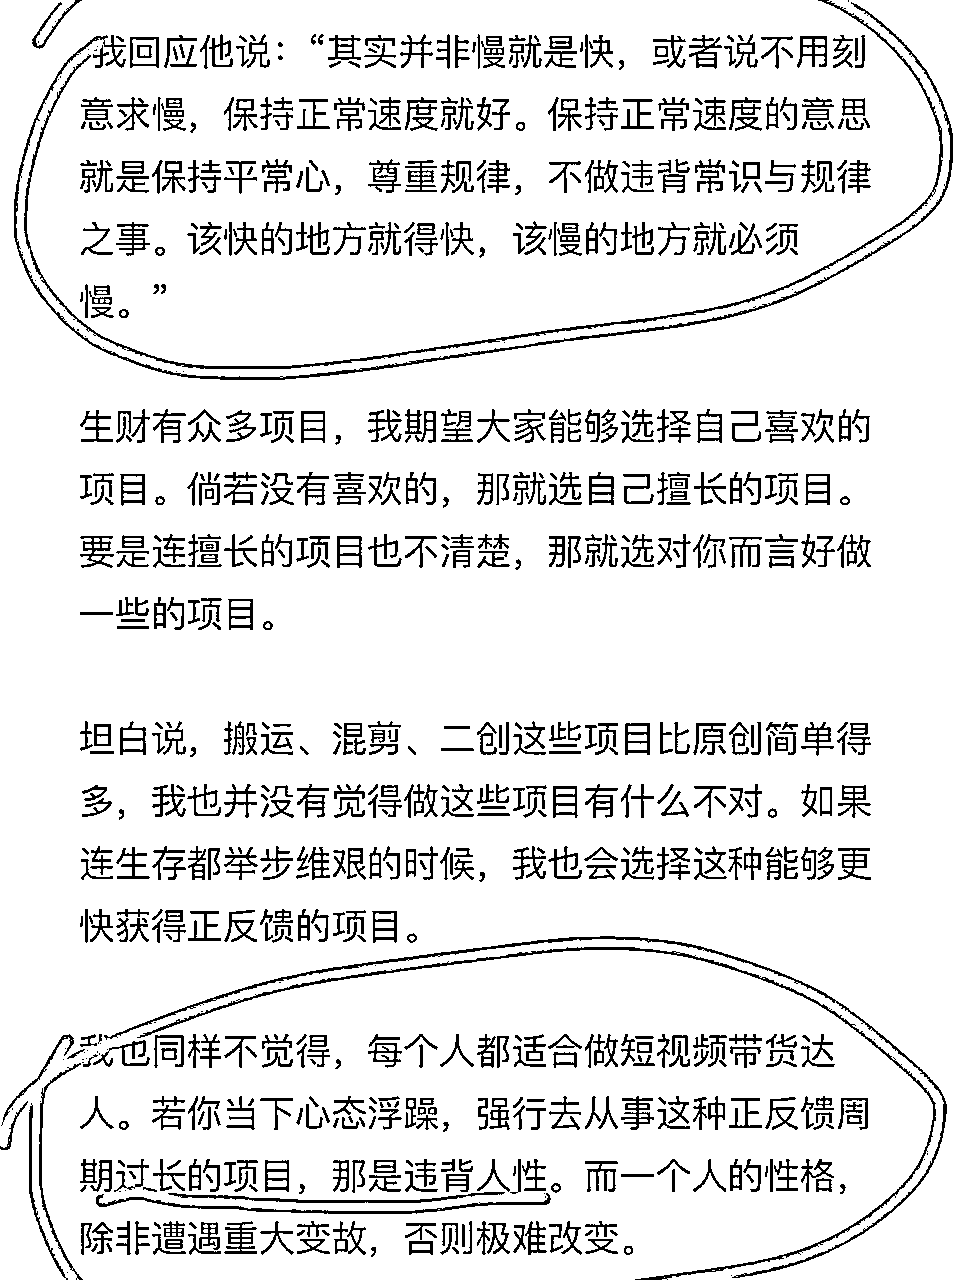 我回应他说：“其实并非慢就是快，或者说不用刻
意求慢，保持正常速度就好。保持正常速度的意思
就是保持平常心，尊重规律，不做违背常识与规律
之事。该快的地方就得快，该慢的地方就必须
慢。”
生财有众多项目，我期望大家能够选择自己喜欢的
项目。倘若没有喜欢的，那就选自己擅长的项目。
要是连擅长的项目也不清楚，那就选对你而言好做
一些的项目。
坦白说，搬运、混剪、二创这些项目比原创简单得
多，我也并没有觉得做这些项目有什么不对。如果
连生存都举步维艰的时候，我也会选择这种能够更
快获得正反馈的项目。
我也同样不觉得，每个人都适合做短视频带货达
人。若你当下心态浮躁，强行去从事这种正反馈周
期过长的项目，那是违背人性。而一个人的性格，
除非遭遇重大变故，否则极难改变。